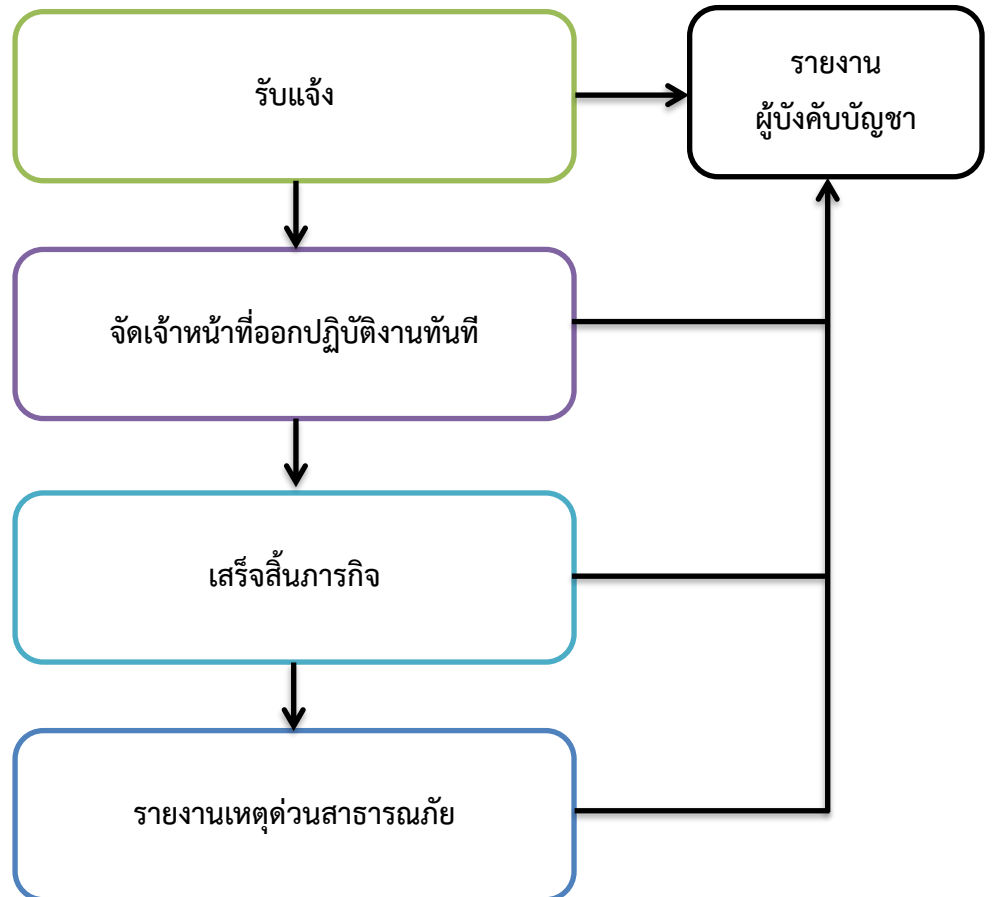 รับแจ้ง
รายงาน
ผู้บังคับบัญชา
จัดเจ้าหน้าที่ออกปฏิบัติงานทันที
เสร็จสิ้นภารกิจ
รายงานเหตุด่วนสาธารณภัย